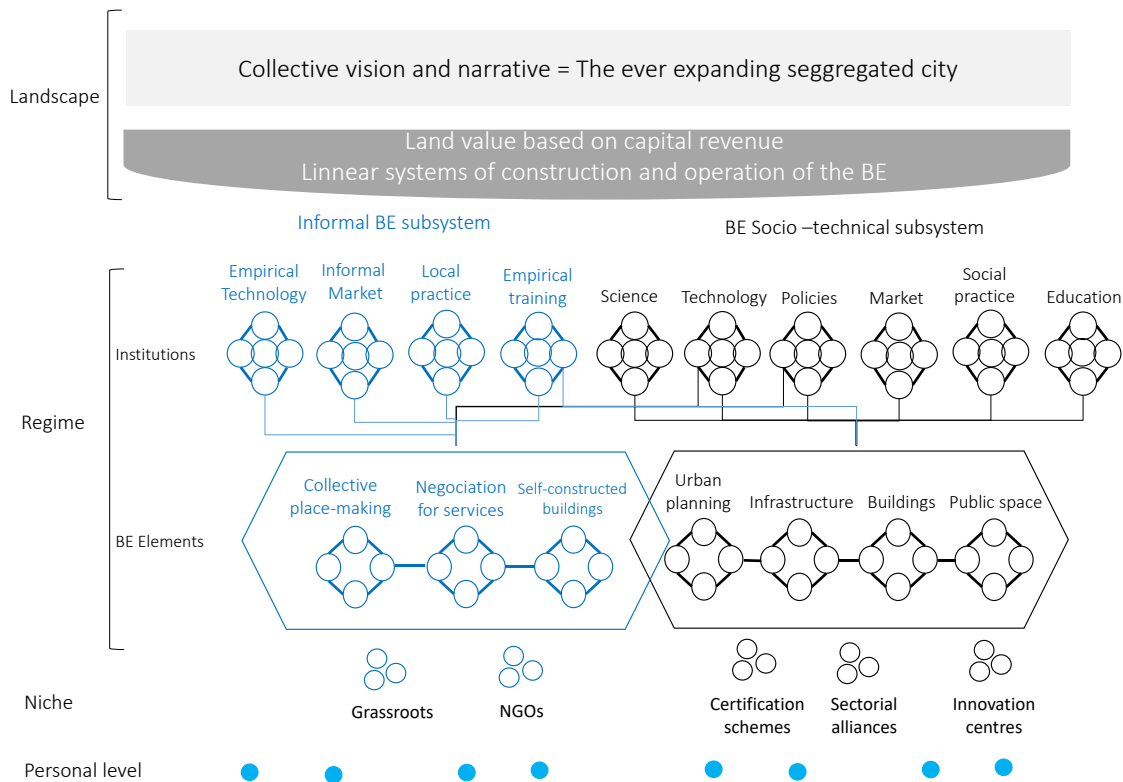 Collective vision and narrative = The ever expanding seggregated city
Landscape
Land value based on capital revenue
Linnear systems of construction and operation of the BE
Informal BE subsystem
BE Socio –technical subsystem
Empirical
Technology
Informal
Market
Local
practice
Empirical
training
Science
Technology
Policies
Market
Social
practice
Education
Institutions
Regime
Collective
place-making
Negociation
for services
Self-constructed
buildings
Urban
planning
Infrastructure
Buildings
Public space
BE Elements
Niche
Grassroots
NGOs
Certification
schemes
Sectorial
alliances
Innovation
centres
Personal level